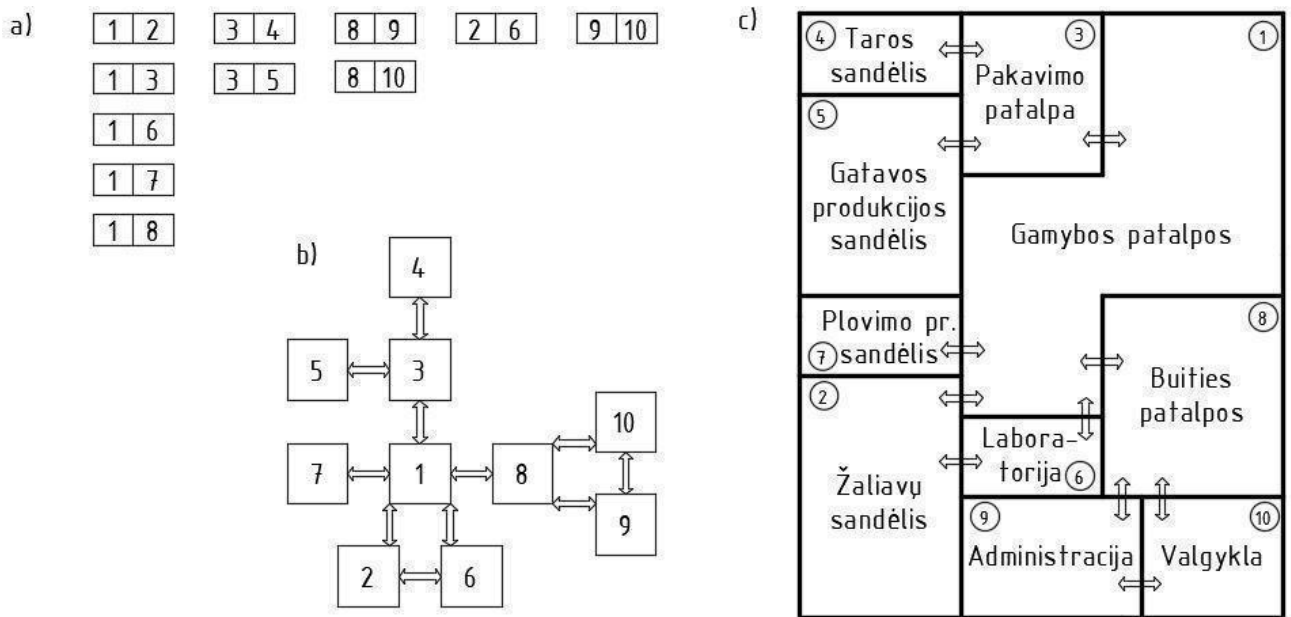 a)
1 2
3 4
8 9
2 6
9 10
1 3
3 5
8 10
1 6
1 7
1 8
b)
4
5
3
7
1
8
10
9
2
6
c)
4 Taros
sandėlis
3
Pakavimo
patalpa
1
5
Gatavos
produkcijos
sandėlis
Gamybos patalpos
Plovimo pr.
7 sandėlis
8
Buities
patalpos
2
Žaliavų
sandėlis
Labora-
torija 6
9
Administracija
10
Valgykla